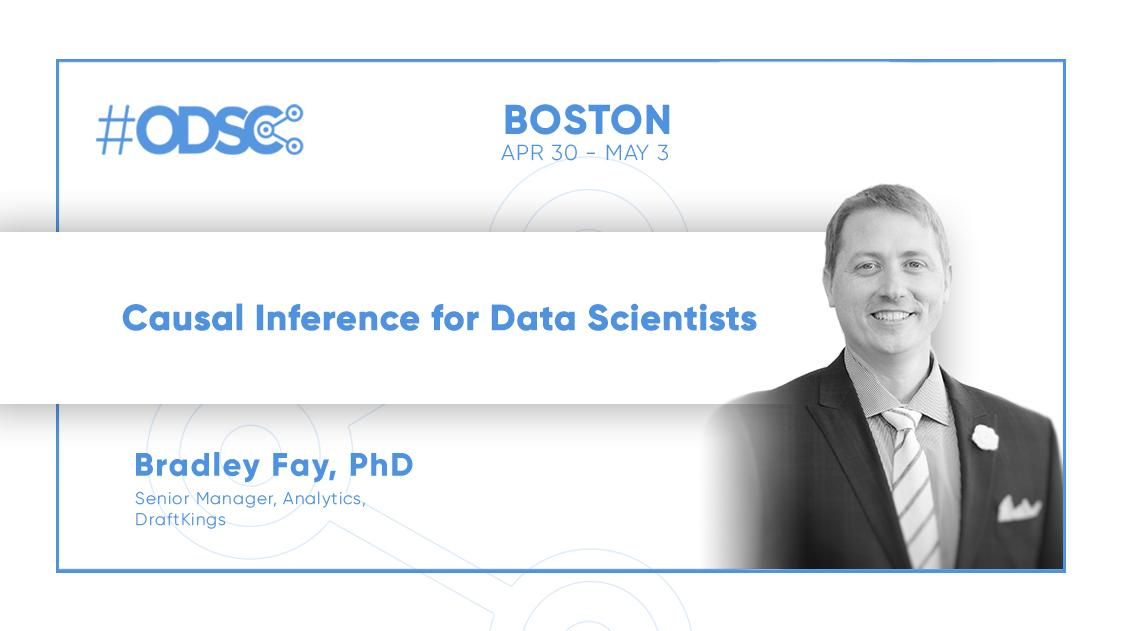 #ODSC
BOSTON
APR 30 - MAY 3
Causal Inference for Data Scientists
Bradley Fay, PhD
Senior Manager, Analytics,
DraftKings